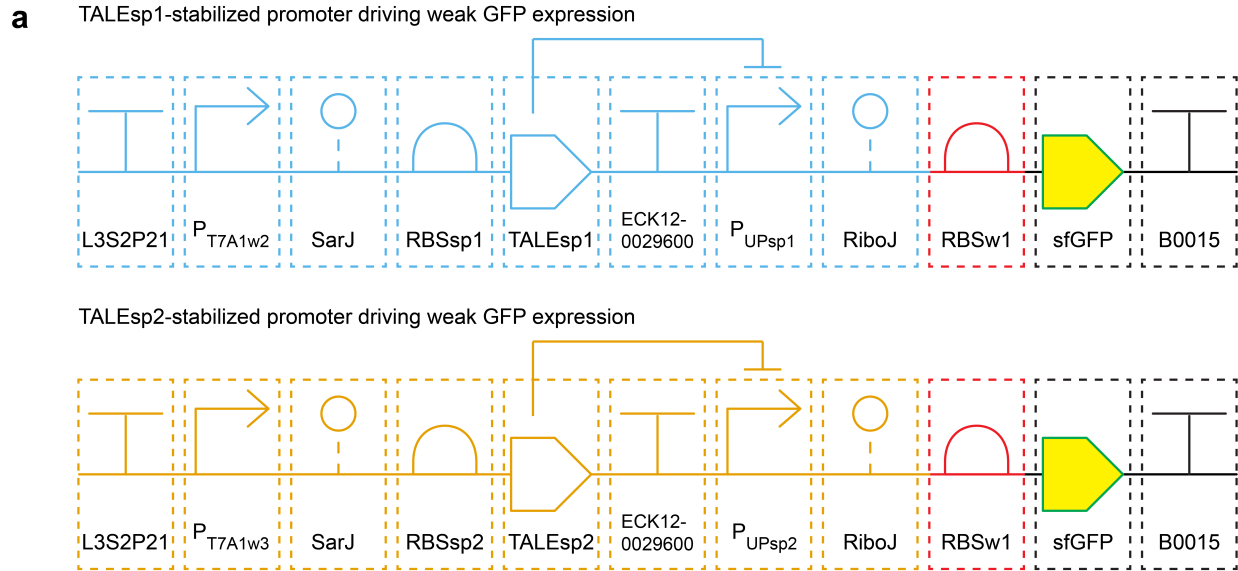 a
TALEsp1-stabilized promoter driving weak GFP expression
L3S2P21 PT7A1w2 SarJ RBSsp1 TALEsp1 ECK12-0029600 PUPsp1 RiboJ RBSw1 sfGFP B0015
TALEsp2-stabilized promoter driving weak GFP expression
L3S2P21 PT7A1w3 SarJ RBSsp2 TALEsp2 ECK12-0029600 PUPsp2 RiboJ RBSw1 sfGFP B0015